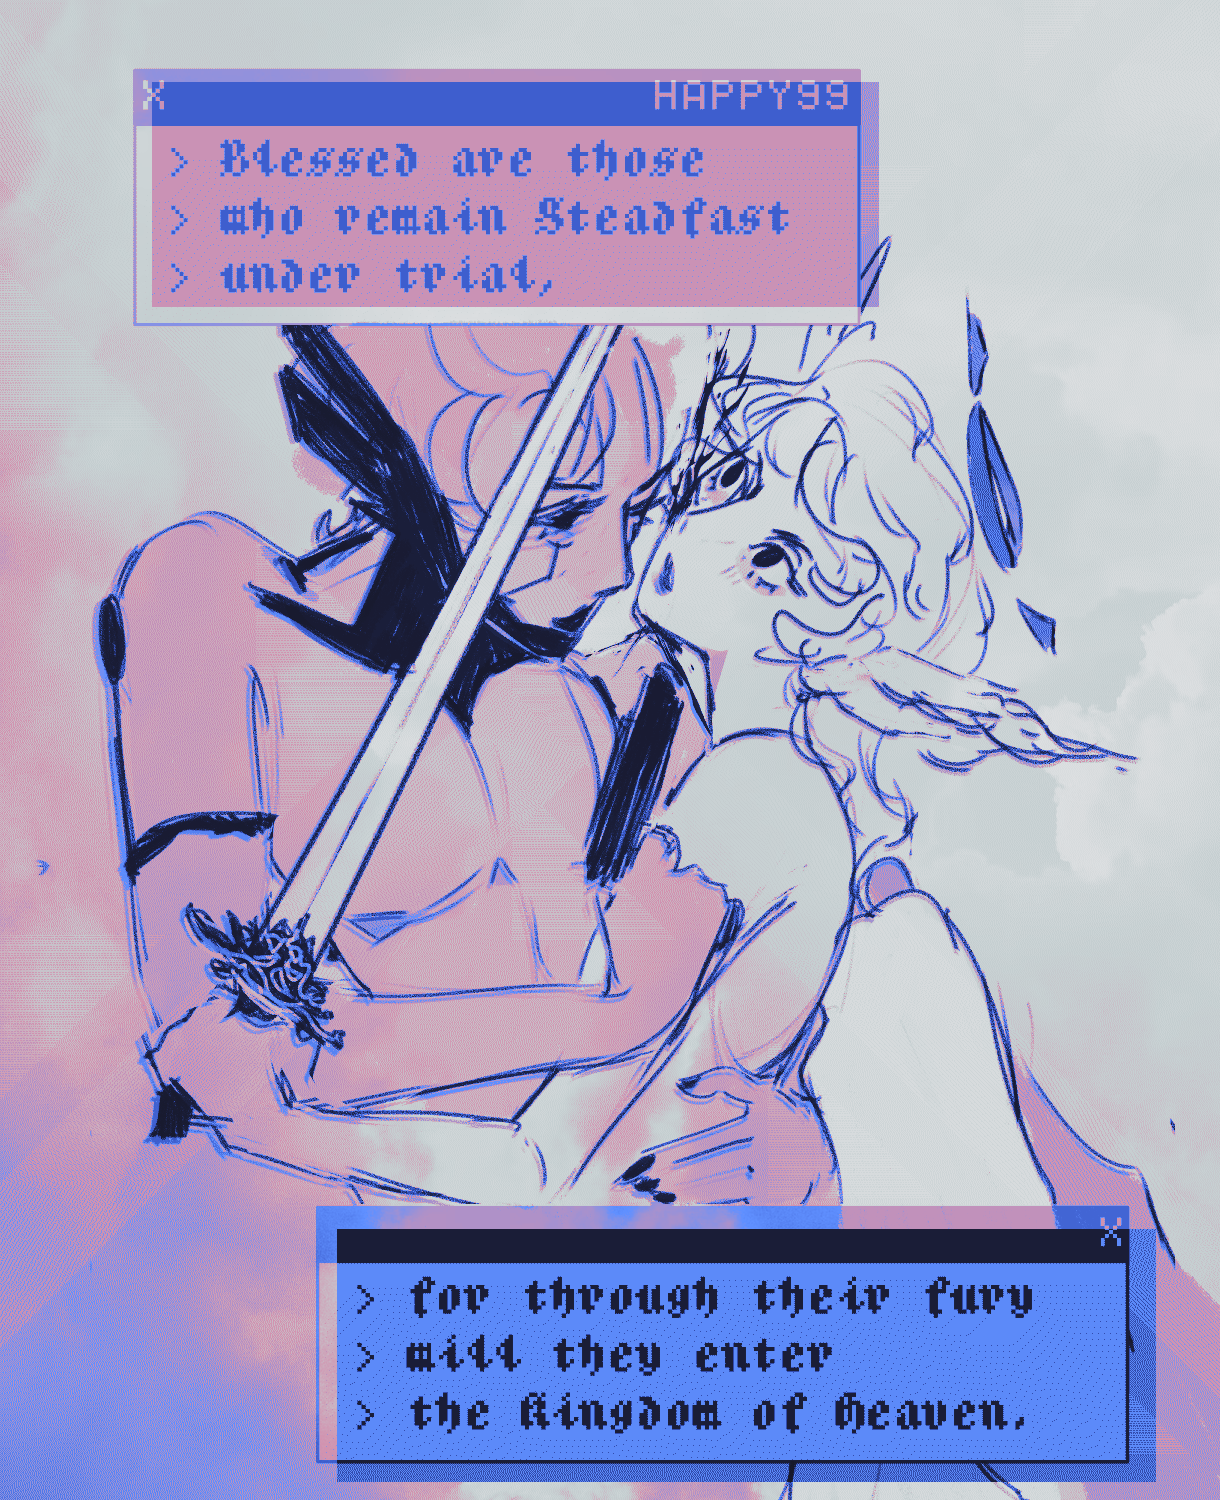 X HAPPY99
> Blessed are those
> who remain Steadfast
> under trial,
X
> for through their fury
> will they enter
> the Kingdom of Heaven.